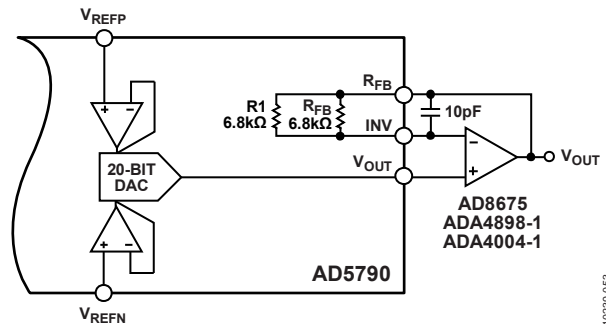 VREFP
RFB
R1
6.8kΩ
RFB
6.8kΩ
10pF
INV
20-BIT
DAC
VOUT
VOUT
AD8675
ADA4898-1
ADA4004-1
AD5790
VREFN